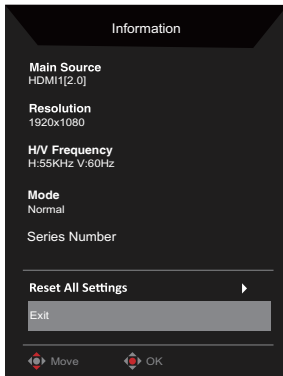 Information
Main Source
HDMI1[2.0]
Resolution
1920x1080
H/V Frequency
H:55KHz V:60Hz
Mode
Normal
Series Number
Reset All Settings
Exit
Move OK